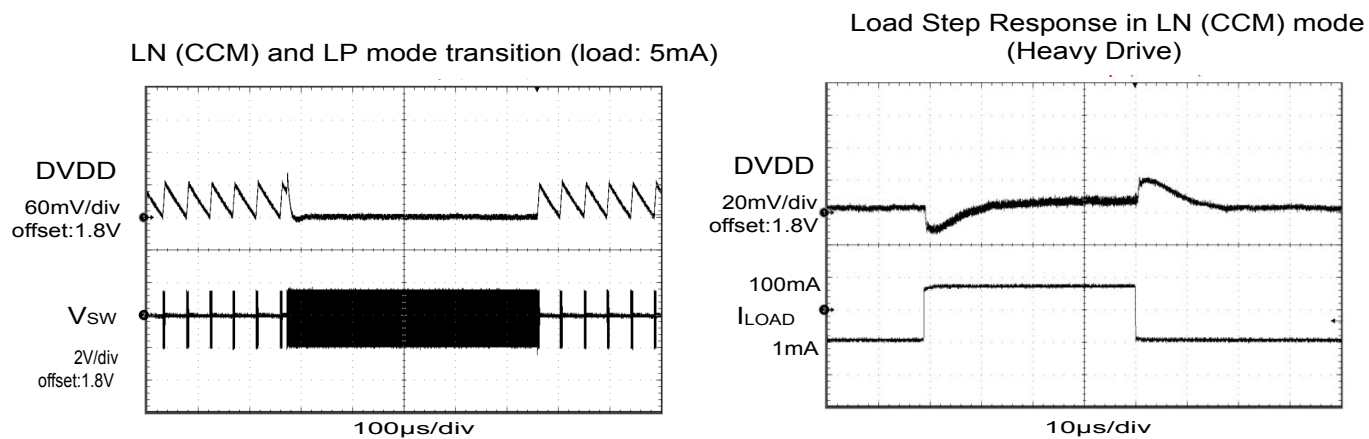 LN (CCM) and LP mode transition (load: 5mA)
DVDD
60mV/div
offset:1.8V
2
VSW
2V/div
offset:1.8V
100µs/div
Load Step Response in LN (CCM) mode
(Heavy Drive)
DVDD
20mV/div
offset:1.8V
100mA
ILOAD
1mA
10µs/div